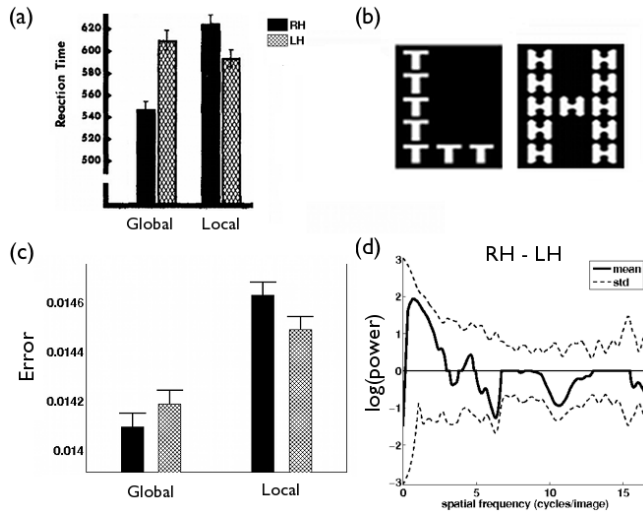 (a)
RH
LH
Reaction Time
620
600
580
560
540
520
500
Global
Local
(b)
T
T
T
T
T T T
H H
H H
H H H
H H
H H
(c)
Error
0.0146
0.0144
0.0142
0.014
Global
Local
(d)
RH - LH
mean
std
log(power)
3
2
1
0
-1
-2
-3
0
5
10
15
spatial frequency (cycles/image)